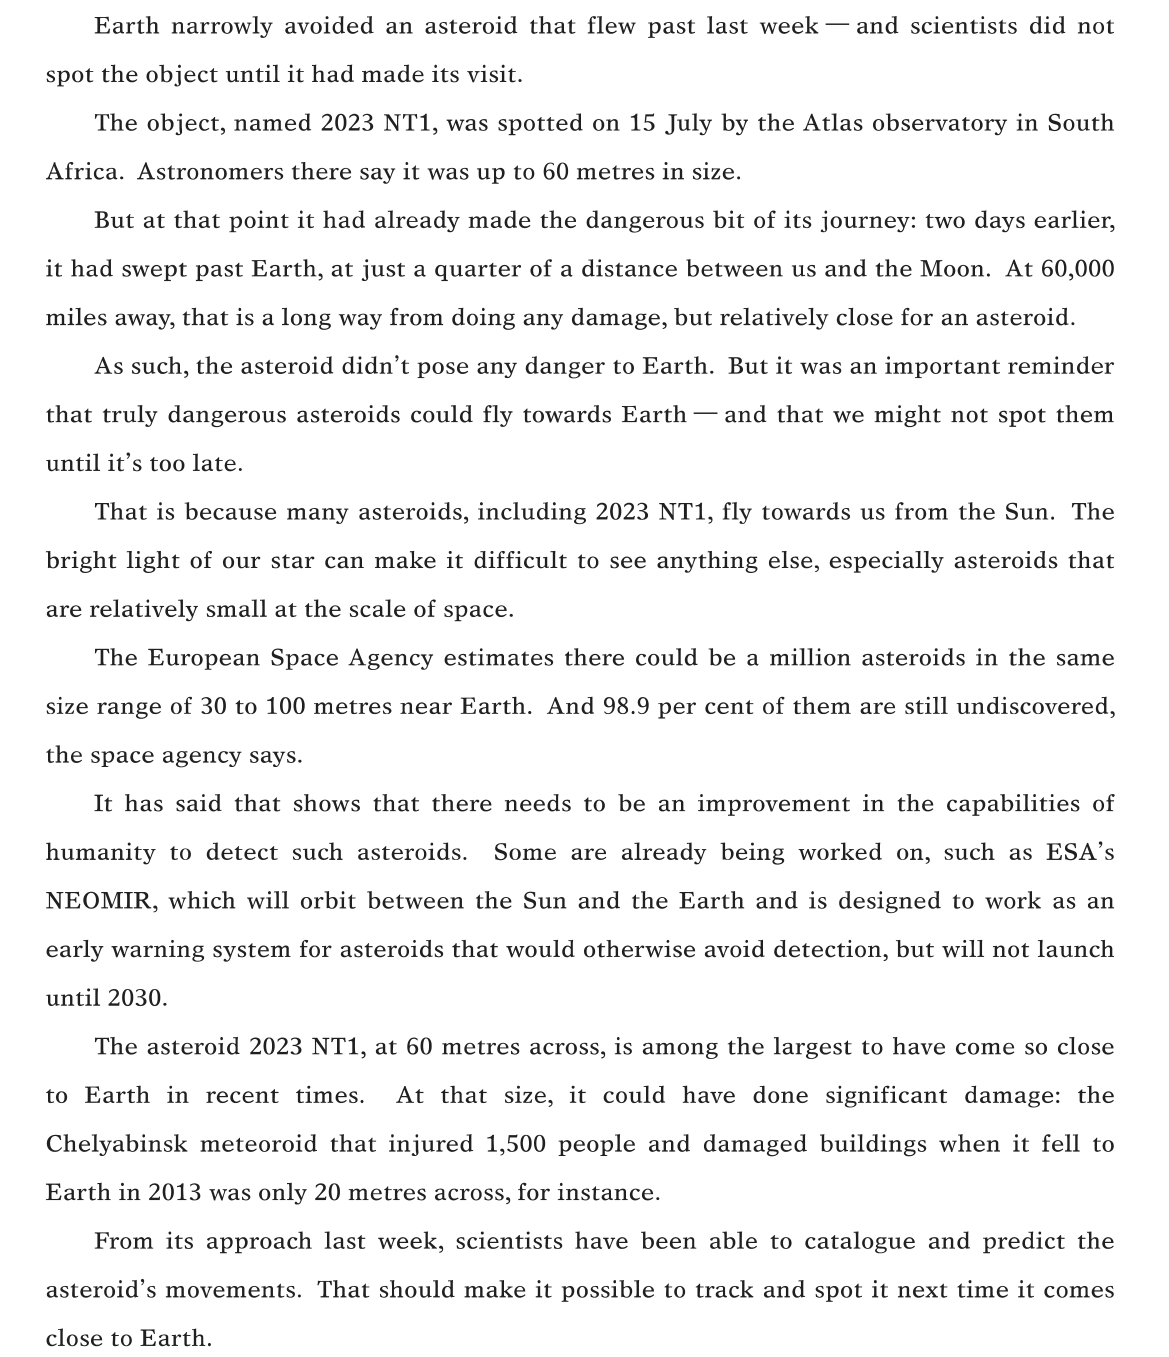 Earth narrowly avoided an asteroid that flew past last week — and scientists did not
spot the object until it had made its visit.
The object, named 2023 NT1, was spotted on 15 July by the Atlas observatory in South
Africa. Astronomers there say it was up to 60 metres in size.
But at that point it had already made the dangerous bit of its journey: two days earlier,
it had swept past Earth, at just a quarter of a distance between us and the Moon. At 60,000
miles away, that is a long way from doing any damage, but relatively close for an asteroid.
As such, the asteroid didn’t pose any danger to Earth. But it was an important reminder
that truly dangerous asteroids could fly towards Earth — and that we might not spot them
until it’s too late.
That is because many asteroids, including 2023 NT1, fly towards us from the Sun. The
bright light of our star can make it difficult to see anything else, especially asteroids that
are relatively small at the scale of space.
The European Space Agency estimates there could be a million asteroids in the same
size range of 30 to 100 metres near Earth. And 98.9 per cent of them are still undiscovered,
the space agency says.
It has said that shows that there needs to be an improvement in the capabilities of
humanity to detect such asteroids. Some are already being worked on, such as ESA’s
NEOMIR, which will orbit between the Sun and the Earth and is designed to work as an
early warning system for asteroids that would otherwise avoid detection, but will not launch
until 2030.
The asteroid 2023 NT1, at 60 metres across, is among the largest to have come so close
to Earth in recent times. At that size, it could have done significant damage: the
Chelyabinsk meteoroid that injured 1,500 people and damaged buildings when it fell to
Earth in 2013 was only 20 metres across, for instance.
From its approach last week, scientists have been able to catalogue and predict the
asteroid’s movements. That should make it possible to track and spot it next time it comes
close to Earth.